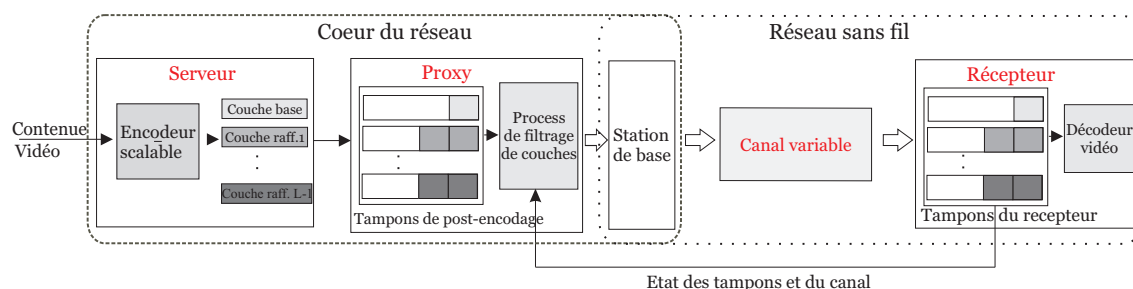 Coeur du réseau
Réseau sans fil
Serveur
Proxy
Récepteur
Contenue
Vidéo
Encodeur
scalable
Couche base
Couche raff.1
Couche raff. L-1
Process
de filtrage
de couches
Tampons de post-encodage
Station
de base
Canal variable
Décodeur
vidéo
Tampons du recepteur
Etat des tampons et du canal